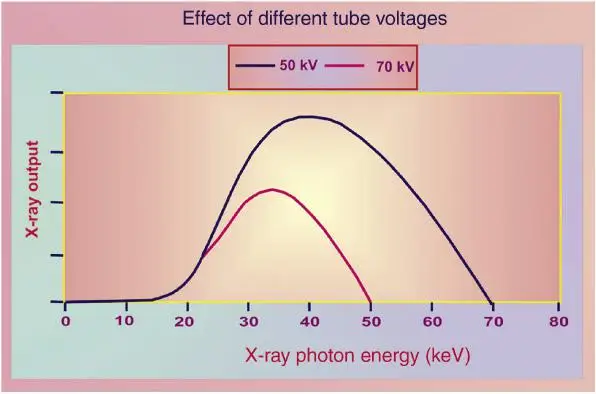 Effect of different tube voltages
50 kV 70 kV
X-ray output
0 10 20 30 40 50 60 70 80
X-ray photon energy (keV)